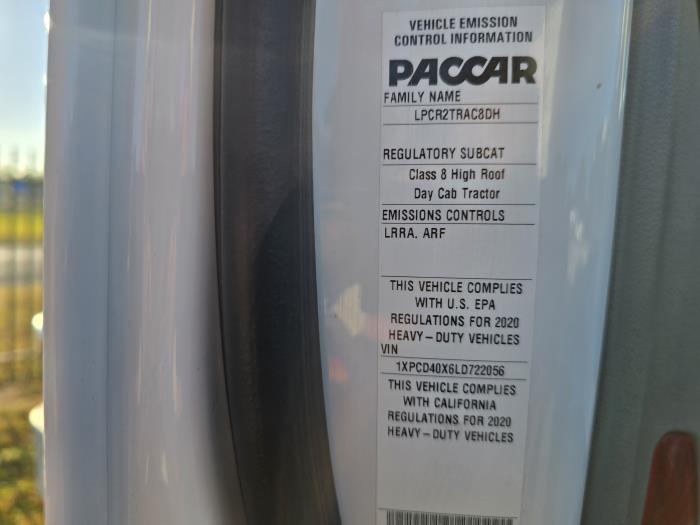 VEHICLE EMISSION
CONTROL INFORMATION
PACCAR
FAMILY NAME
LPCR2TRAC8DH
REGULATORY SUBCAT
Class 8 High Roof
Day Cab Tractor
EMISSIONS CONTROLS
LRRA. ARF
THIS VEHICLE COMPLIES
WITH U.S. EPA
REGULATIONS FOR 2020
HEAVY-DUTY VEHICLES
VIN
1XPCD40X6LD722056
THIS VEHICLE COMPLIES
WITH CALIFORNIA
REGULATIONS FOR 2020
HEAVY-DUTY VEHICLES